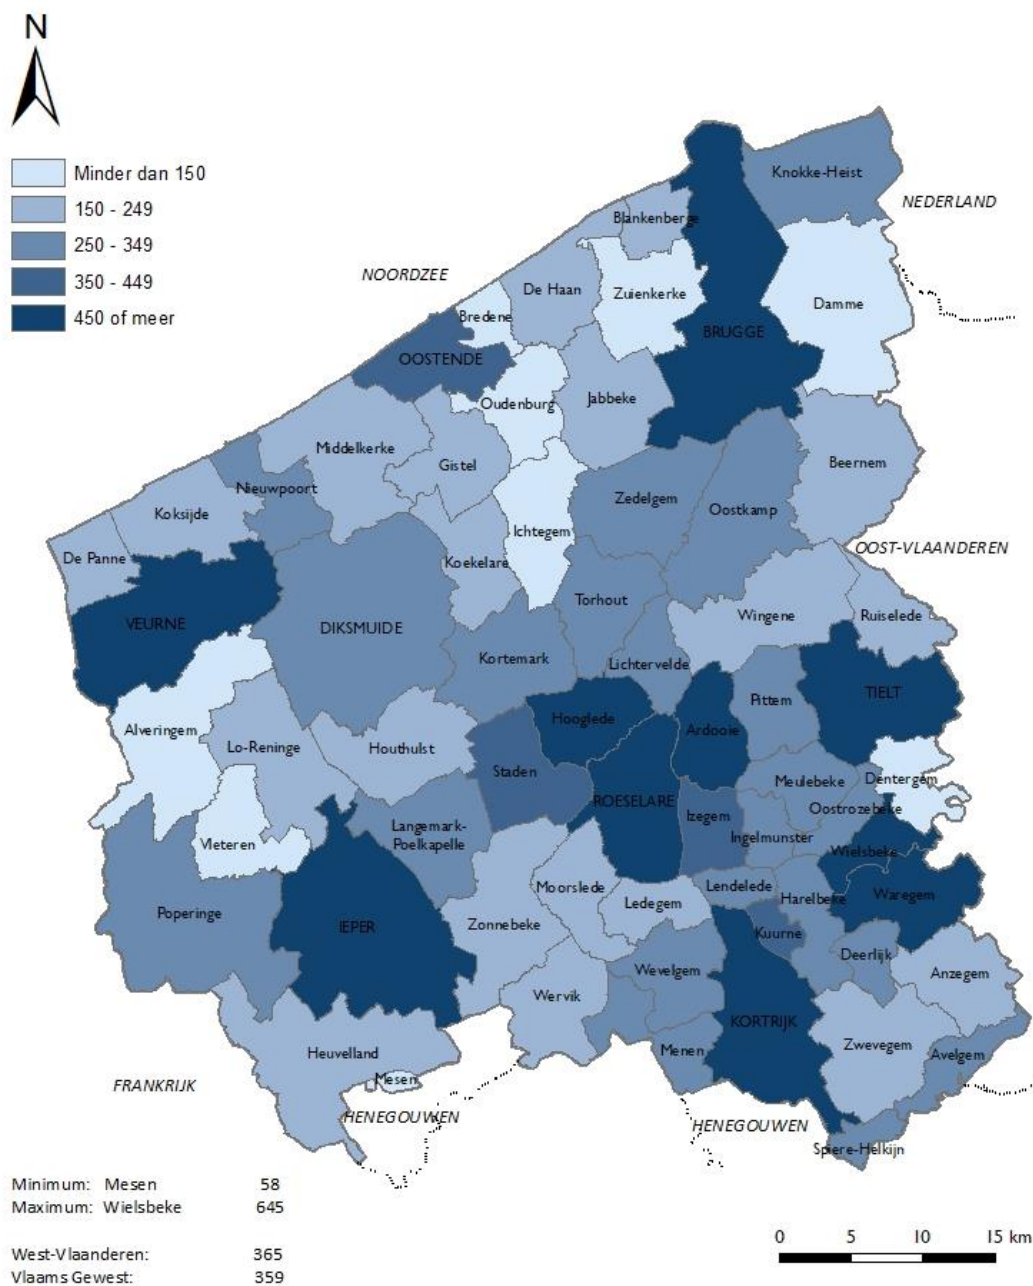 N
Minder dan 150
150 - 249
250 - 349
350 - 449
450 of meer
Knokke-Heist
NEDERLAND
Blankenberge
NOORDZEE
De Haan
Zuienkerke
Damme
Bredene
BRUGGE
OOSTENDE
Oudenburg
Jabbeke
Middelkerke
Gistel
Beernem
Nieuwpoort
Zedelgem
Oostkamp
Koksijde
Ichtegem
OOST-VLAANDEREN
De Panne
Koekelare
Torhout
Wingene
Ruiselede
VEURNE
DIKSMUIDE
Kortemark
Lichtervelde
TIELT
Pittem
Hooglede
Alveringem
Ardooie
Lo-Reninge
Houthulst
Staden
Meulebeke
Dentergem
ROESELARE
Oostrozebeke
Izegem
Langemark-
Poelkapelle
Ingelmunster
Vleteren
Wielsbeke
Moorslede
Lendelede
Waregem
Harelbeke
Ledegem
Poperinge
IEPER
Zonnebeke
Kuurne
Deerlijk
Wevelgem
Anzegem
Wervik
KORTRIJK
Zwevegem
Heuvelland
Menen
Avelgem
Mesen
FRANKRIJK
HENEGOUWEN
HENEGOUWEN
Spiere-Helkijn
Minimum: Mesen 58
Maximum: Wielsbeke 645
West-Vlaanderen: 365
Vlaams Gewest: 359
0 5 10 15 km